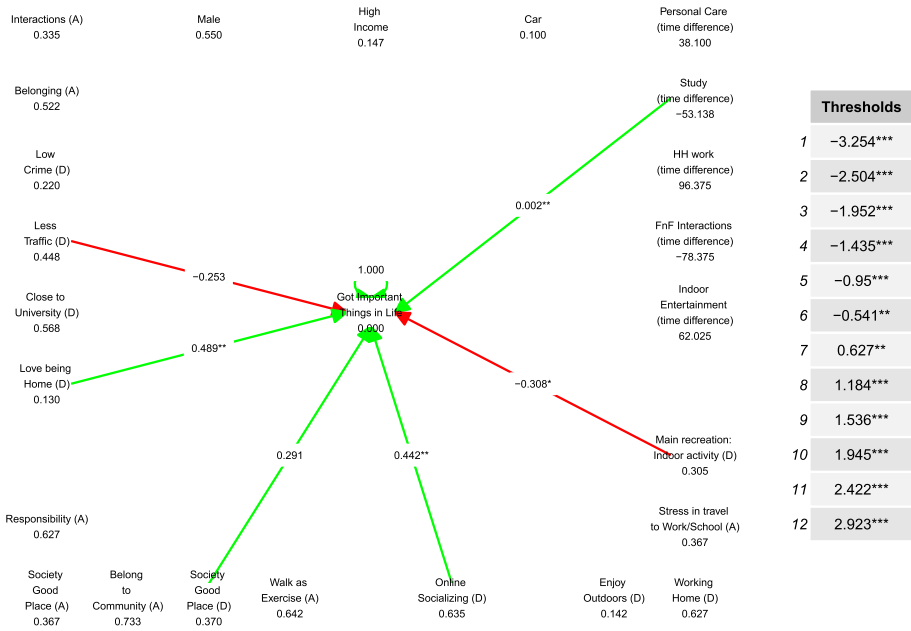 Interactions (A)
0.335
Male
0.550
High
Income
0.147
Car
0.100
Personal Care
(time difference)
38.100
Belonging (A)
0.522
Study
(time difference)
−53.138
Low
Crime (D)
0.220
HH work
(time difference)
96.375
0.002**
Less
Traffic (D)
0.448
FnF Interactions
(time difference)
−78.375
−0.253
1.000
Got Important
Things in Life
0.000
Close to
University (D)
0.568
Indoor
Entertainment
(time difference)
62.025
0.489**
Love being
Home (D)
0.130
−0.308*
0.291
0.442**
Main recreation:
Indoor activity (D)
0.305
Responsibility (A)
0.627
Stress in travel
to Work/School (A)
0.367
Society
Good
Place (A)
0.367
Belong
to
Community (A)
0.733
Society
Good
Place (D)
0.370
Walk as
Exercise (A)
0.642
Online
Socializing (D)
0.635
Enjoy
Outdoors (D)
0.142
Working
Home (D)
0.627
Thresholds
1 −3.254***
2 −2.504***
3 −1.952***
4 −1.435***
5 −0.95***
6 −0.541**
7 0.627**
8 1.184***
9 1.536***
10 1.945***
11 2.422***
12 2.923***